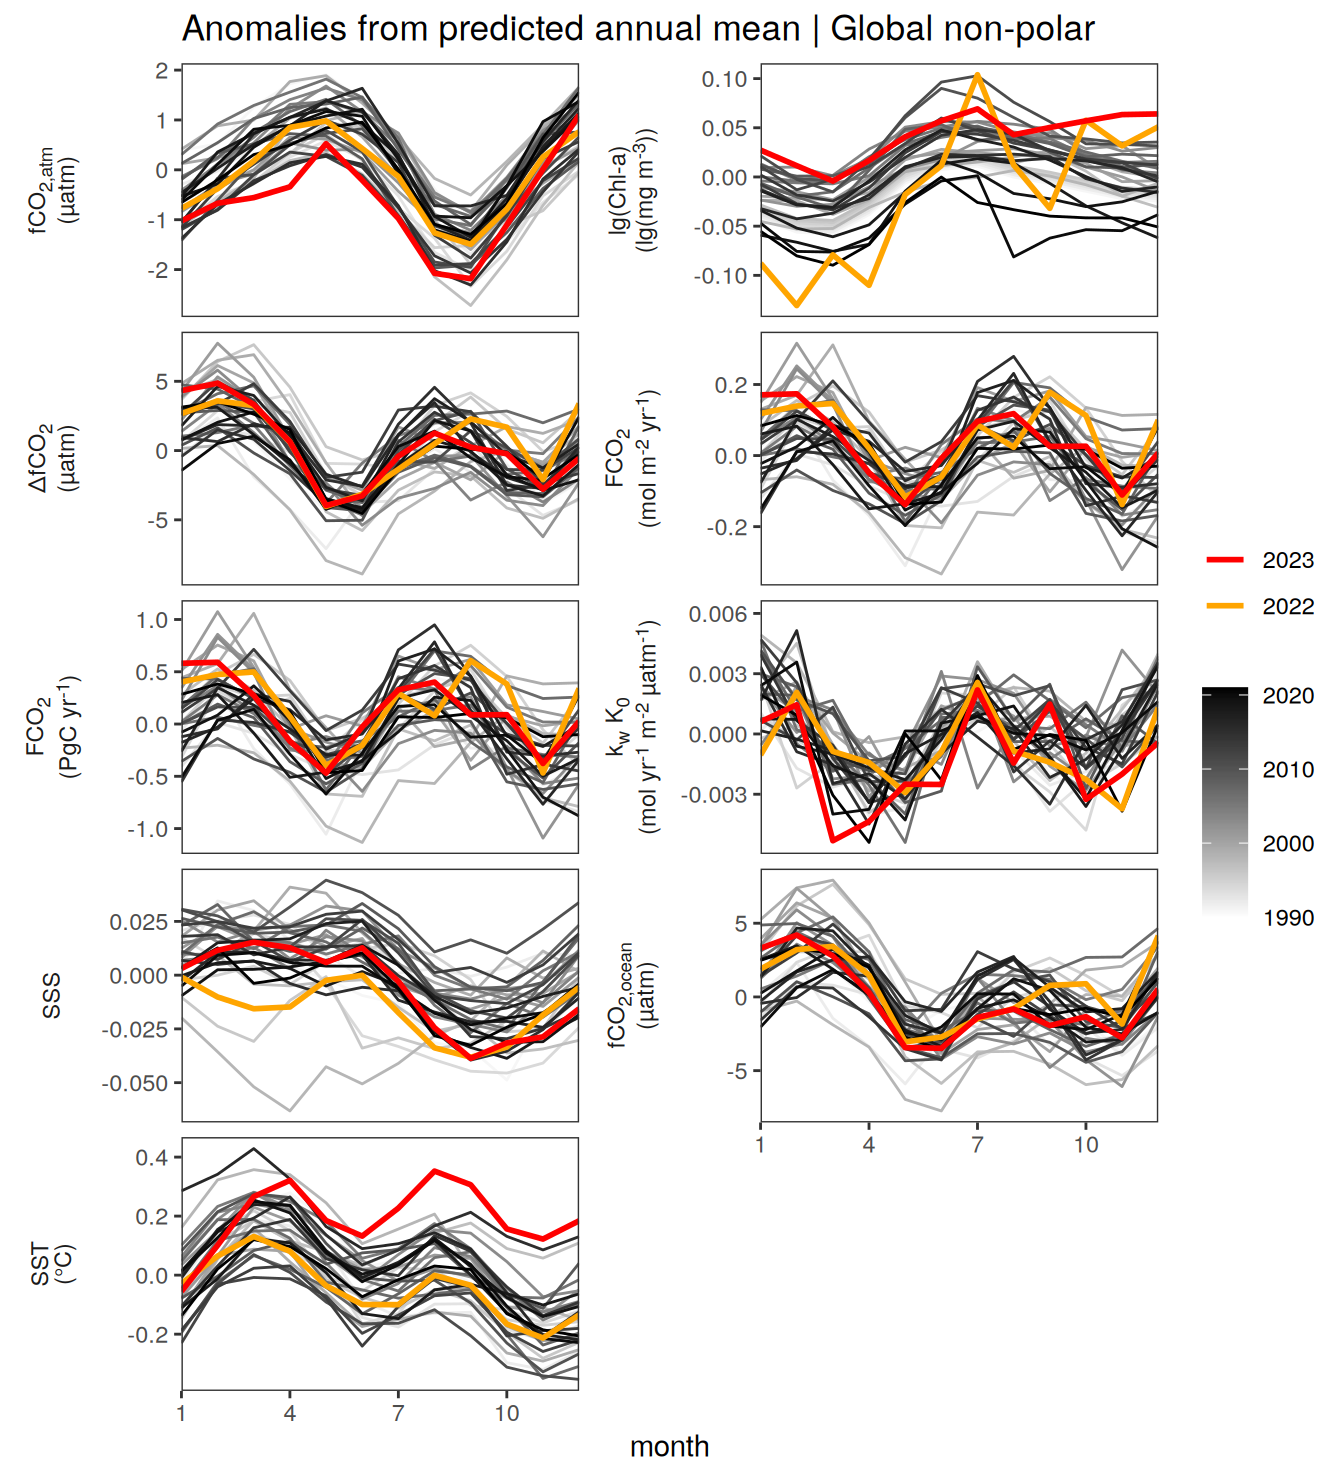 Anomalies from predicted annual mean | Global non-polar
fCO2,atm
(µatm)
2
1
0
-1
-2
lg(Chl-a)
(lg(mg m-3))
0.10
0.05
0.00
-0.05
-0.10
ΔfCO2
(µatm)
5
0
-5
FCO2
(mol m-2 yr-1)
0.2
0.0
-0.2
FCO2
(PgC yr-1)
1.0
0.5
0.0
-0.5
-1.0
kw K0
(mol yr-1 m-2 µatm-1)
0.006
0.003
0.000
-0.003
SSS
0.025
0.000
-0.025
-0.050
fCO2,ocean
(µatm)
5
0
-5
1 4 7 10
SST
(°C)
0.4
0.2
0.0
-0.2
1 4 7 10
month
2023
2022
2020
2010
2000
1990